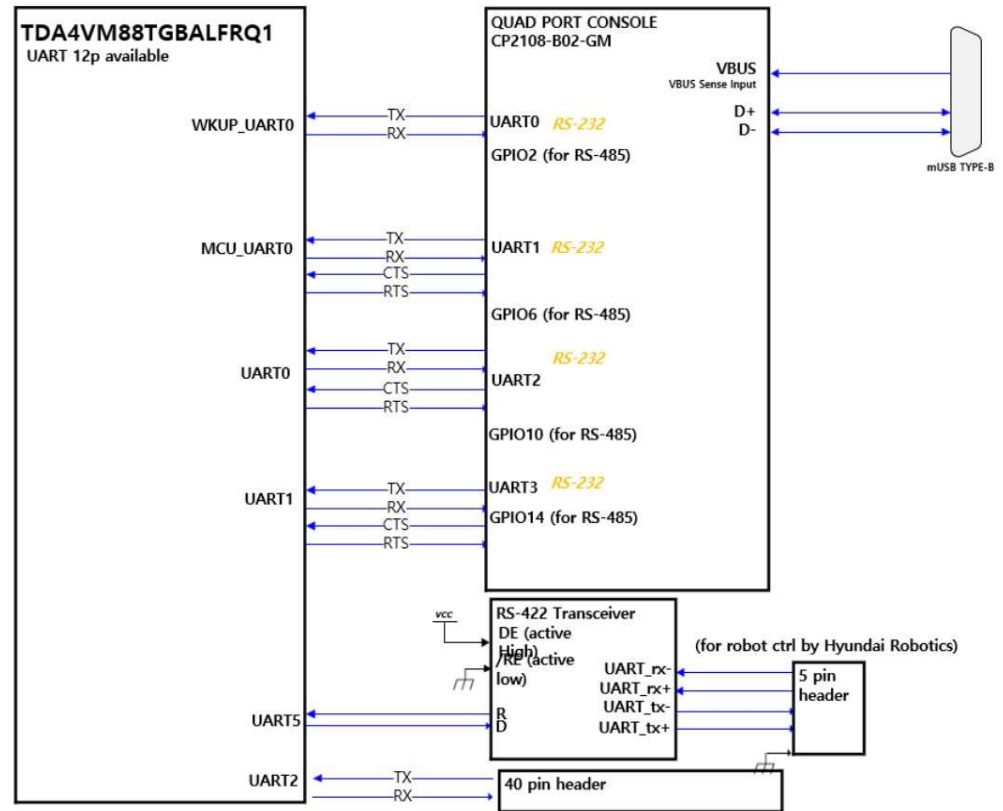 TDA4VM88TGBALFRQ1
UART 12p available
QUAD PORT CONSOLE
CP2108-B02-GM
VBUS
VBUS Sense Input
D+
D-
mUSB TYPE-B
WKUP_UART0
TX
RX
UART0 RS-232
GPIO2 (for RS-485)
MCU_UART0
TX
RX
CTS
RTS
UART1 RS-232
GPIO6 (for RS-485)
UART0
TX
RX
CTS
RTS
RS-232
UART2
GPIO10 (for RS-485)
UART1
TX
RX
CTS
RTS
UART3 RS-232
GPIO14 (for RS-485)
vcc
RS-422 Transceiver
DE (active
High)
/RE (active
low)
(for robot ctrl by Hyundai Robotics)
UART_rx-
UART_rx+
UART_tx-
UART_tx+
5 pin
header
UART5
R
D
UART2
TX
RX
40 pin header